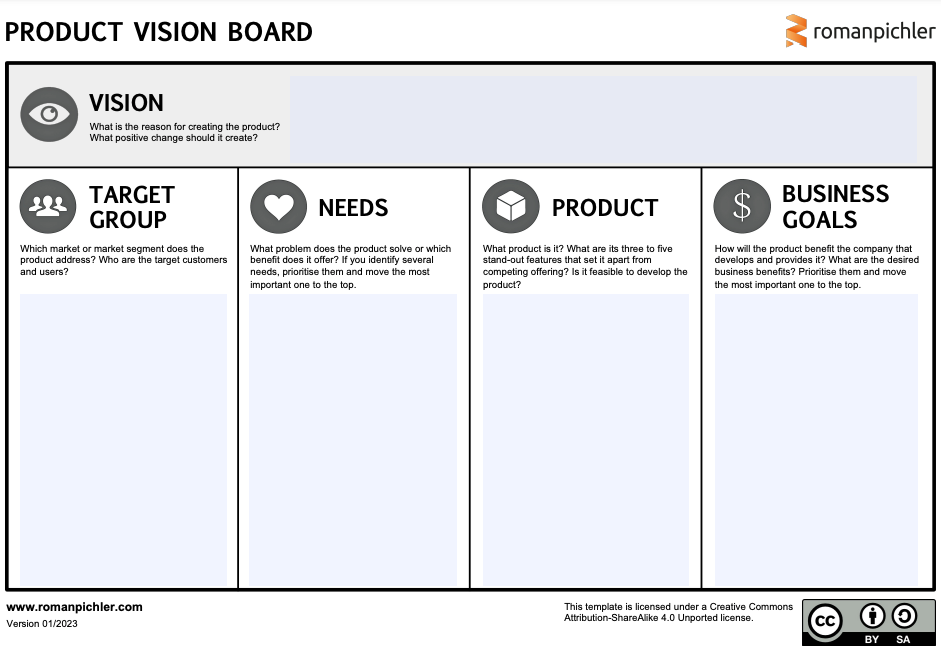 PRODUCT VISION BOARD
romanpichler
VISION
What is the reason for creating the product?
What positive change should it create?
TARGET
GROUP
Which market or market segment does the
product address? Who are the target customers
and users?
NEEDS
What problem does the product solve or which
benefit does it offer? If you identify several
needs, prioritise them and move the most
important one to the top.
PRODUCT
What product is it? What are its three to five
stand-out features that set it apart from
competing offering? Is it feasible to develop the
product?
$
BUSINESS
GOALS
How will the product benefit the company that
develops and provides it? What are the desired
business benefits? Prioritise them and move
the most important one to the top.
www.romanpichler.com
Version 01/2023
This template is licensed under a Creative Commons
Attribution-ShareAlike 4.0 Unported license.
cc
BY SA